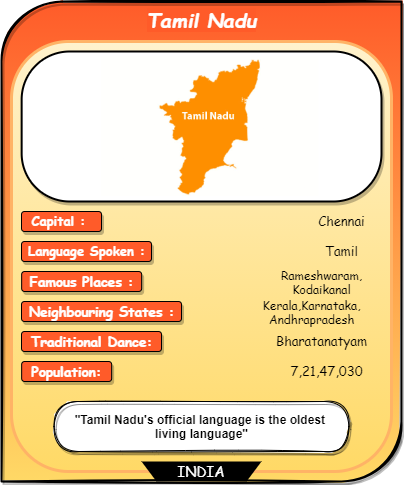 Tamil Nadu
Tamil Nadu
Capital : Chennai
Language Spoken : Tamil
Famous Places : Rameshwaram,
Kodaikanal
Neighbouring States : Kerala,Karnataka,
Andhrapradesh
Traditional Dance: Bharatanatyam
Population: 7,21,47,030
"Tamil Nadu's official language is the oldest
living language"
INDIA